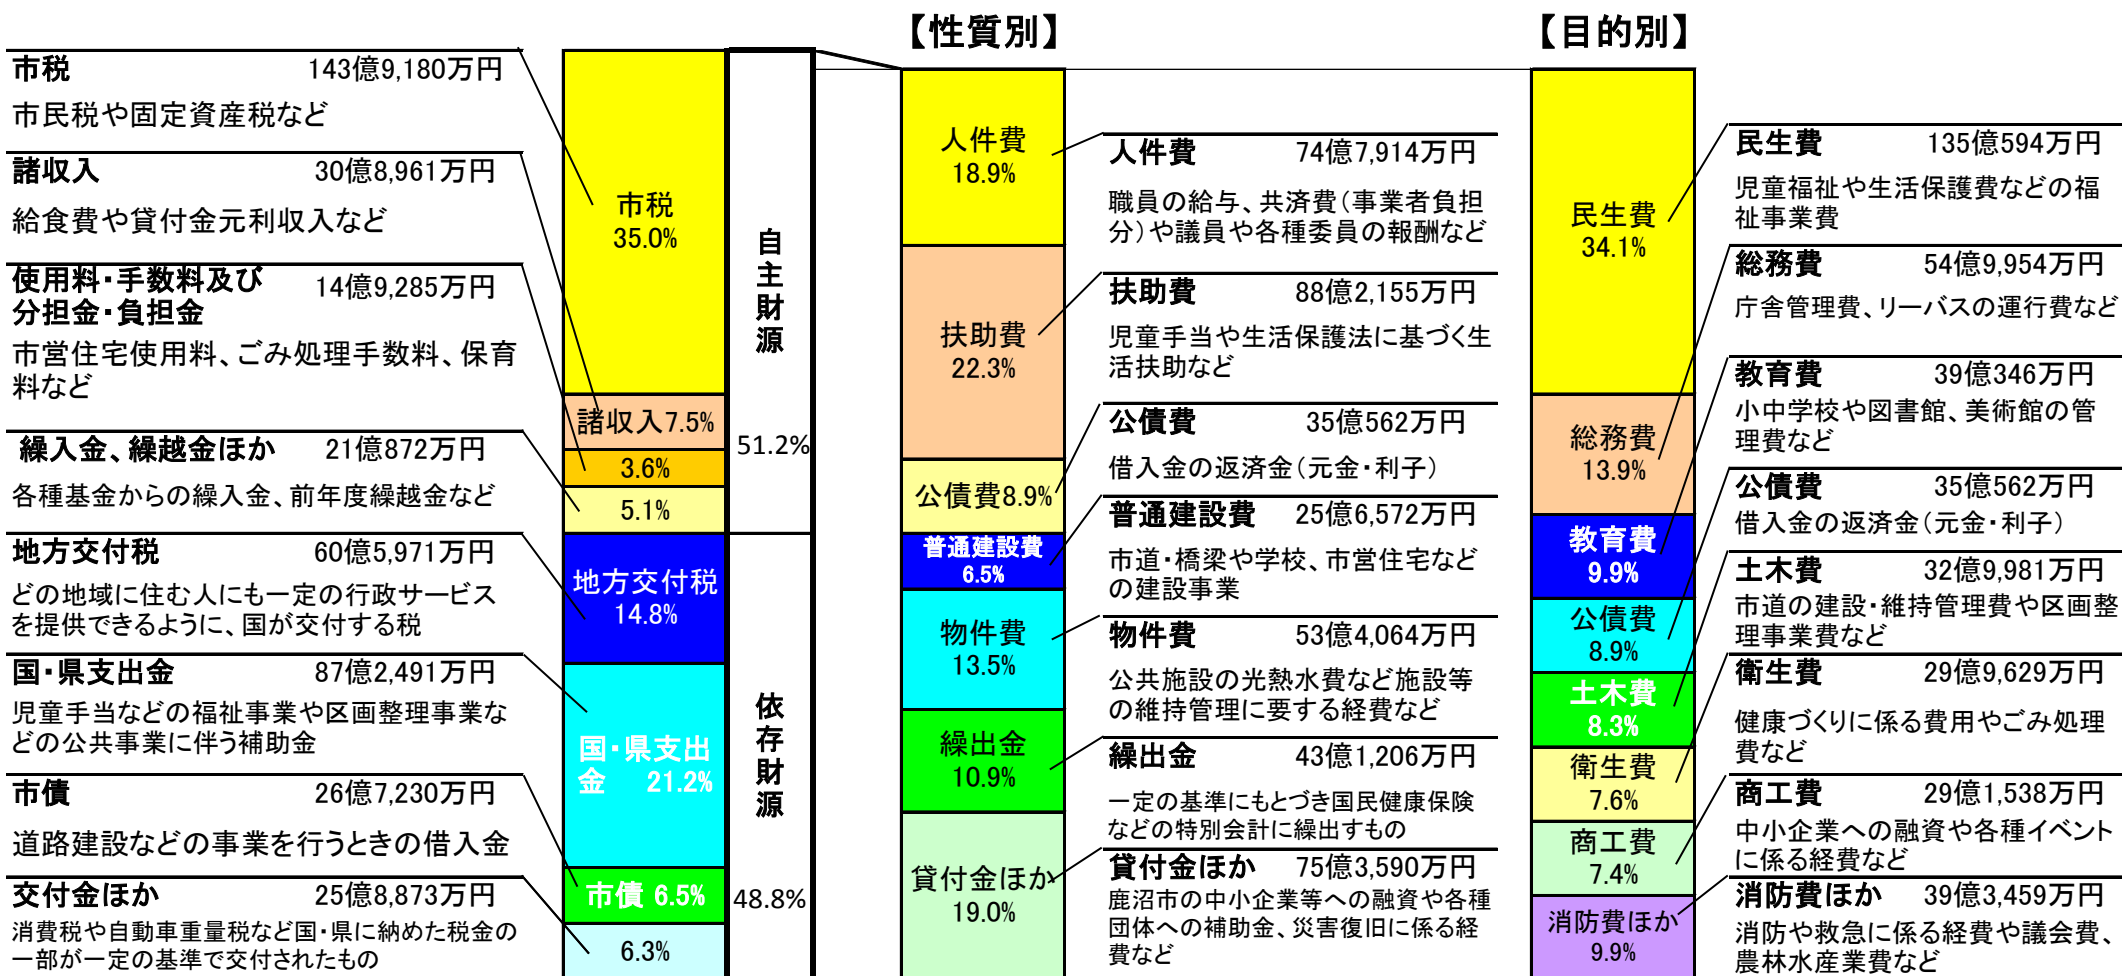 市税 143億9,180万円
市民税や固定資産税など
諸収入 30億8,961万円
給食費や貸付金元利収入など
使用料・手数料及び
分担金・負担金 14億9,285万円
市営住宅使用料、ごみ処理手数料、保育
料など
繰入金、繰越金ほか 21億872万円
各種基金からの繰入金、前年度繰越金など
地方交付税 60億5,971万円
どの地域に住む人にも一定の行政サービス
を提供できるように、国が交付する税
国・県支出金 87億2,491万円
児童手当などの福祉事業や区画整理事業な
どの公共事業に伴う補助金
市債 26億7,230万円
道路建設などの事業を行うときの借入金
交付金ほか 25億8,873万円
消費税や自動車重量税など国・県に納めた税金の
一部が一定の基準で交付されたもの
市税
35.0%
諸収入7.5%
3.6%
5.1%
地方交付税
14.8%
国・県支出
金 21.2%
市債 6.5%
6.3%
自主財源
51.2%
依存財源
48.8%
【性質別】
人件費
18.9%
扶助費
22.3%
公債費8.9%
普通建設費
6.5%
物件費
13.5%
繰出金
10.9%
貸付金ほか
19.0%
人件費 74億7,914万円
職員の給与、共済費（事業者負担
分）や議員や各種委員の報酬など
扶助費 88億2,155万円
児童手当や生活保護法に基づく生
活扶助など
公債費 35億562万円
借入金の返済金（元金・利子）
普通建設費 25億6,572万円
市道・橋梁や学校、市営住宅など
の建設事業
物件費 53億4,064万円
公共施設の光熱水費など施設等
の維持管理に要する経費など
繰出金 43億1,206万円
一定の基準にもとづき国民健康保険
などの特別会計に繰出すもの
貸付金ほか 75億3,590万円
鹿沼市の中小企業等への融資や各種
団体への補助金、災害復旧に係る経
費など
【目的別】
民生費
34.1%
総務費
13.9%
教育費
9.9%
公債費
8.9%
土木費
8.3%
衛生費
7.6%
商工費
7.4%
消防費ほか
9.9%
民生費 135億594万円
児童福祉や生活保護費などの福
祉事業費
総務費 54億9,954万円
庁舎管理費、リーバスの運行費など
教育費 39億346万円
小中学校や図書館、美術館の管
理費など
公債費 35億562万円
借入金の返済金（元金・利子）
土木費 32億9,981万円
市道の建設・維持管理費や区画整
理事業費など
衛生費 29億9,629万円
健康づくりに係る費用やごみ処理
費など
商工費 29億1,538万円
中小企業への融資や各種イベント
に係る経費など
消防費ほか 39億3,459万円
消防や救急に係る経費や議会費、
農林水産業費など